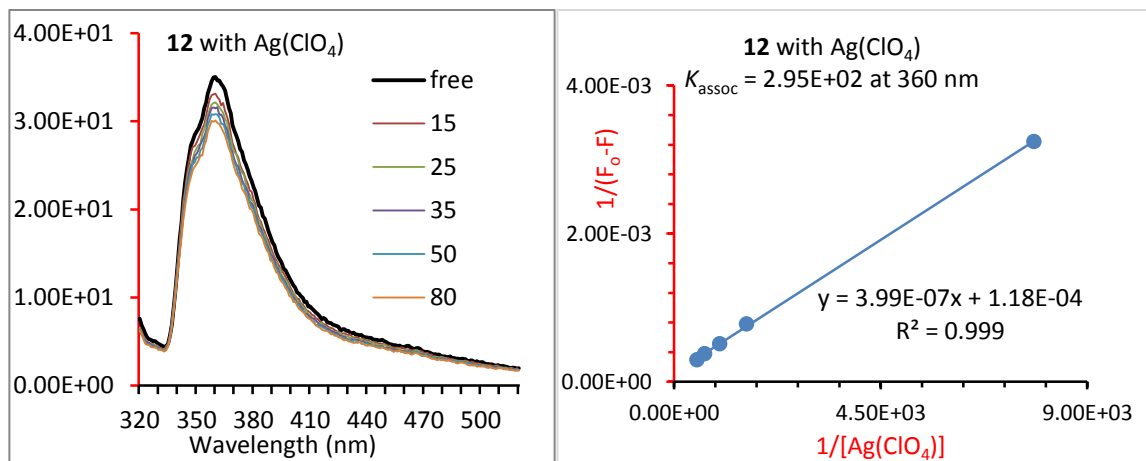 12 with Ag(ClO₄)
4.00E+01
3.00E+01
2.00E+01
1.00E+01
0.00E+00
free
15
25
35
50
80
320 350 380 410 440 470 500
Wavelength (nm)
12 with Ag(ClO₄)
Kassoc = 2.95E+02 at 360 nm
4.00E-03
2.00E-03
0.00E+00
1/(Fₒ-F)
y = 3.99E-07x + 1.18E-04
R² = 0.999
0.00E+00 4.50E+03 9.00E+03
1/[Ag(ClO₄)]